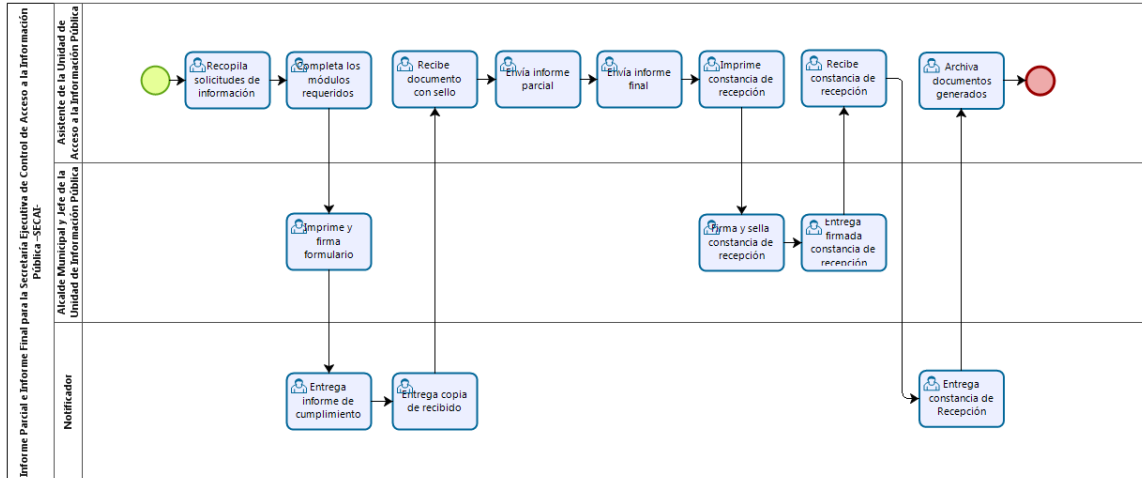 Informe Parcial e Informe Final para la Secretaría Ejecutiva de Control de Acceso a la Información
Pública –SECAI-
Asistente de la Unidad de
Acceso a la Información Pública
Recopila
solicitudes de
información
Completa los
módulos
requeridos
Recibe
documento
con sello
Envía informe
parcial
Envía informe
final
Imprime
constancia de
recepción
Recibe
constancia de
recepción
Archiva
documentos
generados
Alcalde Municipal y Jefe de la
Unidad de Información Pública
Imprime y
firma
formulario
Firma y sella
constancia de
recepción
Entrega
firmada
constancia de
recepción
Notificador
Entrega
informe de
cumplimiento
Entrega copia
de recibido
Entrega
constancia de
Recepción